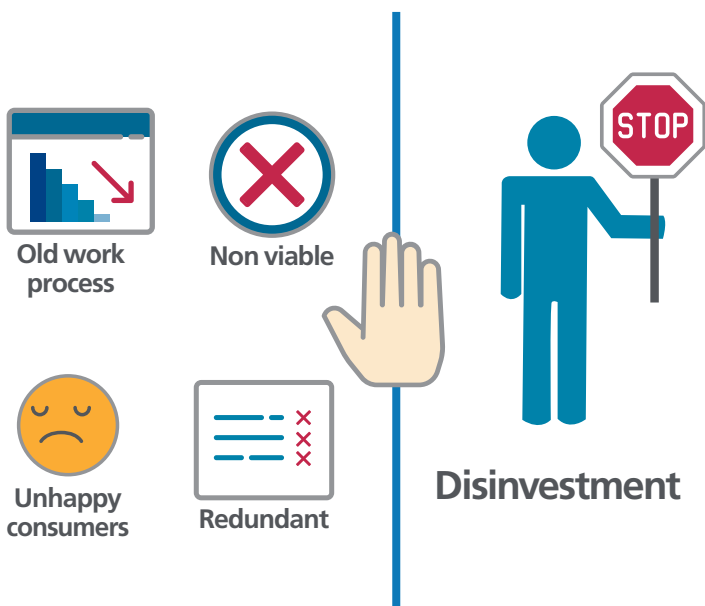 Old work
process
Non viable
Unhappy
consumers
Redundant
STOP
Disinvestment